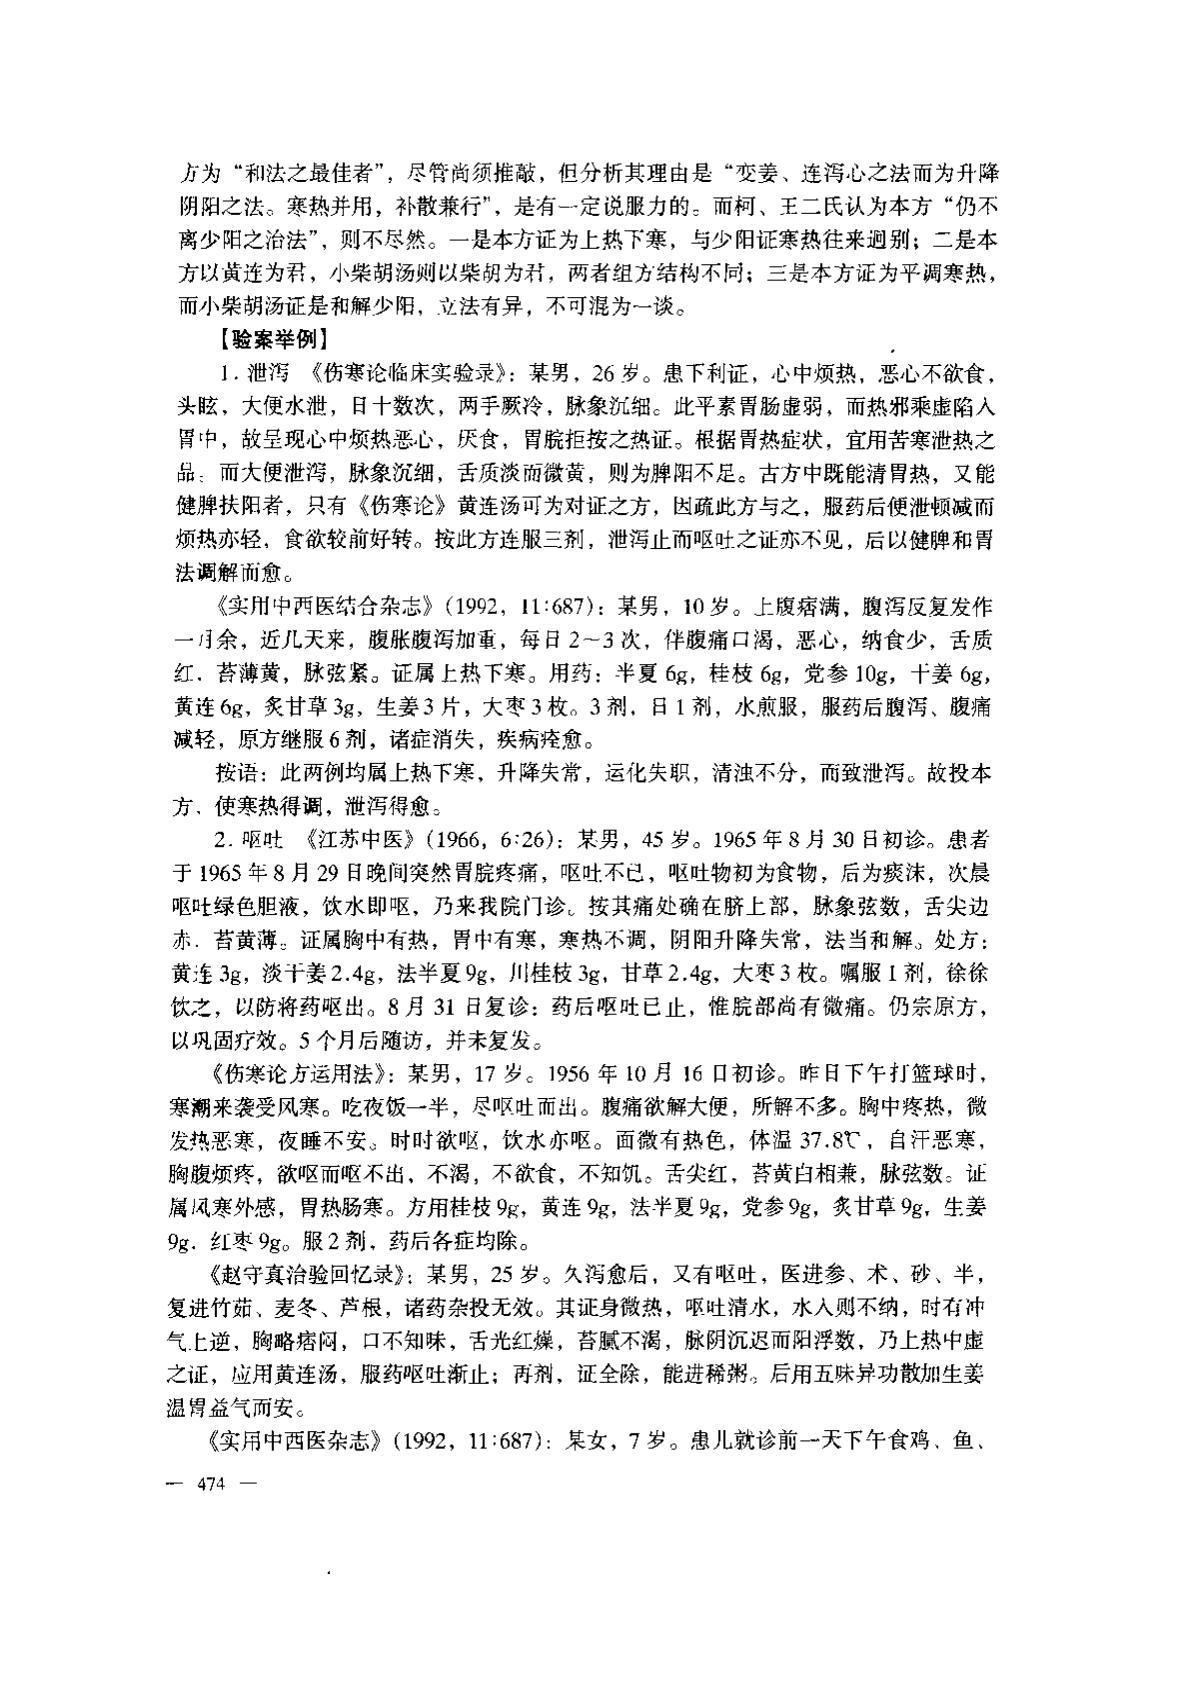 方为“和法之最佳者”，尽管尚须推敲，但分析其理由是“变姜、连泻心之法而为升降
阴阳之法。寒热并用，补散兼行”，是有一定说服力的。而柯、王二氏认为本方“仍不
离少阳之治法”，则不尽然。一是本方证为上热下寒，与少阳证寒热往来迥别；二是本
方以黄连为君，小柴胡汤则以柴胡为君，两者组方结构不同；三是本方证为平调寒热，
而小柴胡汤证是和解少阳，立法有异，不可混为一谈。
【验案举例】
1. 泄泻 《伤寒论临床实验录》：某男，26岁。患下利证，心中烦热，恶心不欲食，
头眩，大便水泄，日十数次，两手厥冷，脉象沉细。此平素胃肠虚弱，而热邪乘虚陷入
胃中，故呈现心中烦热恶心，厌食，胃脘拒按之热证。根据胃热症状，宜用苦寒泄热之
品；而大便泄泻，脉象沉细，舌质淡而微黄，则为脾阳不足。古方中既能清胃热，又能
健脾扶阳者，只有《伤寒论》黄连汤可为对证之方，因疏此方与之，服药后便泄顿减而
烦热亦轻，食欲较前好转。按此方连服三剂，泄泻止而呕吐之证亦不见，后以健脾和胃
法调解而愈。
《实用中西医结合杂志》（1992，11:687）：某男，10岁。上腹痞满，腹泻反复发作
一月余，近几天来，腹胀腹泻加重，每日2～3次，伴腹痛口渴，恶心，纳食少，舌质
红，苔薄黄，脉弦紧。证属上热下寒。用药：半夏6g，桂枝6g，党参10g，干姜6g，
黄连6g，炙甘草3g，生姜3片，大枣3枚。3剂，日1剂，水煎服，服药后腹泻、腹痛
减轻，原方继服6剂，诸症消失，疾病痊愈。
按语：此两例均属上热下寒，升降失常，运化失职，清浊不分，而致泄泻。故投本
方，使寒热得调，泄泻得愈。
2. 呕吐 《江苏中医》（1966，6:26）：某男，45岁。1965年8月30日初诊。患者
于1965年8月29日晚间突然胃脘疼痛，呕吐不已，呕吐物初为食物，后为痰沫，次晨
呕吐绿色胆液，饮水即呕，乃来我院门诊。按其痛处确在脐上部，脉象弦数，舌尖边
赤，苔黄薄。证属胸中有热，胃中有寒，寒热不调，阴阳升降失常，法当和解。处方：
黄连3g，淡干姜2.4g，法半夏9g，川桂枝3g，甘草2.4g，大枣3枚。嘱服1剂，徐徐
饮之，以防将药呕出。8月31日复诊：药后呕吐已止，惟脘部尚有微痛。仍宗原方，
以巩固疗效。5个月后随访，并未复发。
《伤寒论方运用法》：某男，17岁。1956年10月16日初诊。昨日下午打篮球时，
寒潮来袭受风寒。吃夜饭一半，尽呕吐而出。腹痛欲解大便，所解不多。胸中疼热，微
发热恶寒，夜睡不安。时时欲呕，饮水亦呕。面微有热色，体温37.8℃，自汗恶寒，
胸腹烦疼，欲呕而呕不出，不渴，不欲食，不知饥。舌尖红，苔黄白相兼，脉弦数。证
属风寒外感，胃热肠寒。方用桂枝9g，黄连9g，法半夏9g，党参9g，炙甘草9g，生姜
9g，红枣9g。服2剂，药后各症均除。
《赵守真治验回忆录》：某男，25岁。久泻愈后，又有呕吐，医进参、术、砂、半，
复进竹茹、麦冬、芦根，诸药杂投无效。其证身微热，呕吐清水，水入则不纳，时有冲
气上逆，胸略痞闷，口不知味，舌光红燥，苔腻不渴，脉阴沉迟而阳浮数，乃上热中虚
之证，应用黄连汤，服药呕吐渐止；再剂，证全除，能进稀粥。后用五味异功散加生姜
温胃益气而安。
《实用中西医杂志》（1992，11:687）：某女，7岁。患儿就诊前一天下午食鸡、鱼、
— 474 —